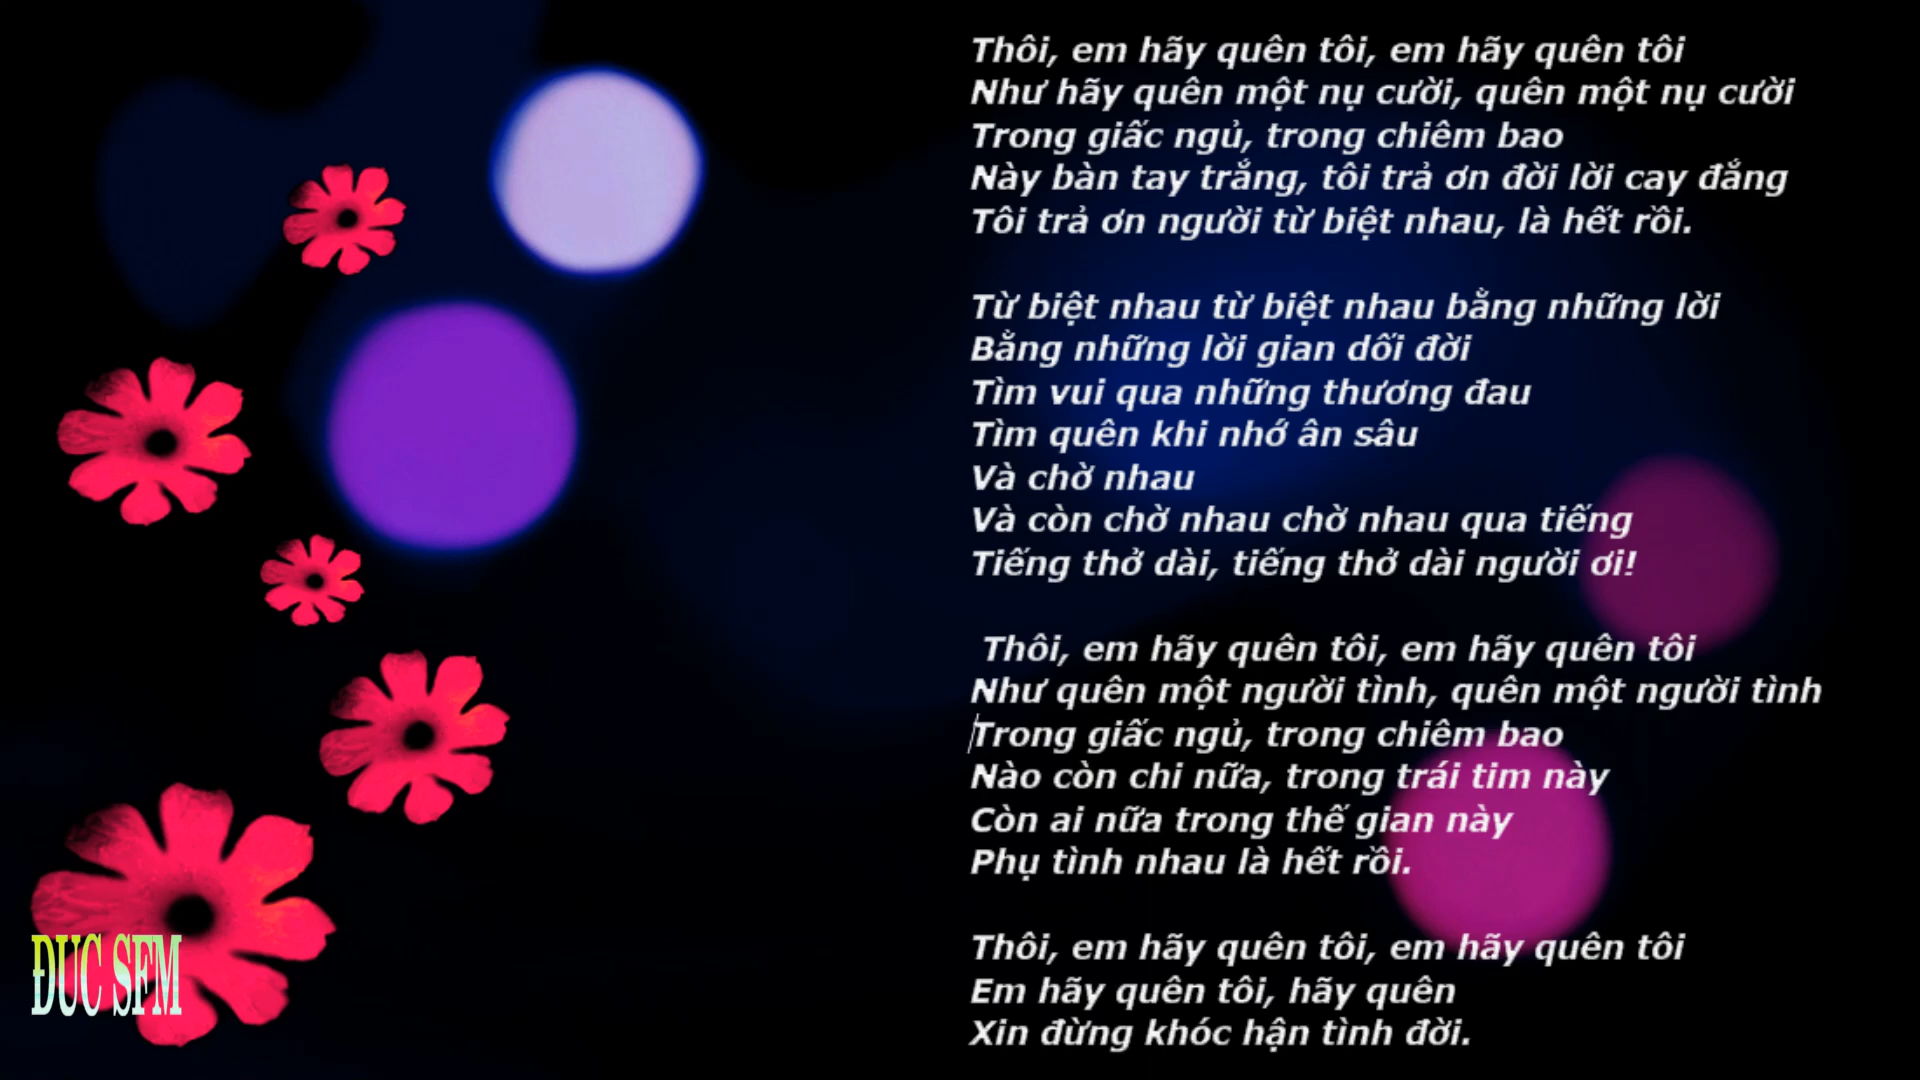 Thôi, em hãy quên tôi, em hãy quên tôi
Như hãy quên một nụ cười, quên một nụ cười
Trong giấc ngủ, trong chiêm bao
Này bàn tay trắng, tôi trả ơn đời lời cay đắng
Tôi trả ơn người từ biệt nhau, là hết rồi.
Từ biệt nhau từ biệt nhau bằng những lời
Bằng những lời gian dối đời
Tìm vui qua những thương đau
Tìm quên khi nhớ ân sâu
Và chờ nhau
Và còn chờ nhau chờ nhau qua tiếng
Tiếng thở dài, tiếng thở dài người ơi!
Thôi, em hãy quên tôi, em hãy quên tôi
Như quên một người tình, quên một người tình
Trong giấc ngủ, trong chiêm bao
Nào còn chi nữa, trong trái tim này
Còn ai nữa trong thế gian này
Phụ tình nhau là hết rồi.
Thôi, em hãy quên tôi, em hãy quên tôi
Em hãy quên tôi, hãy quên
Xin đừng khóc hận tình đời.
ĐUC SFM